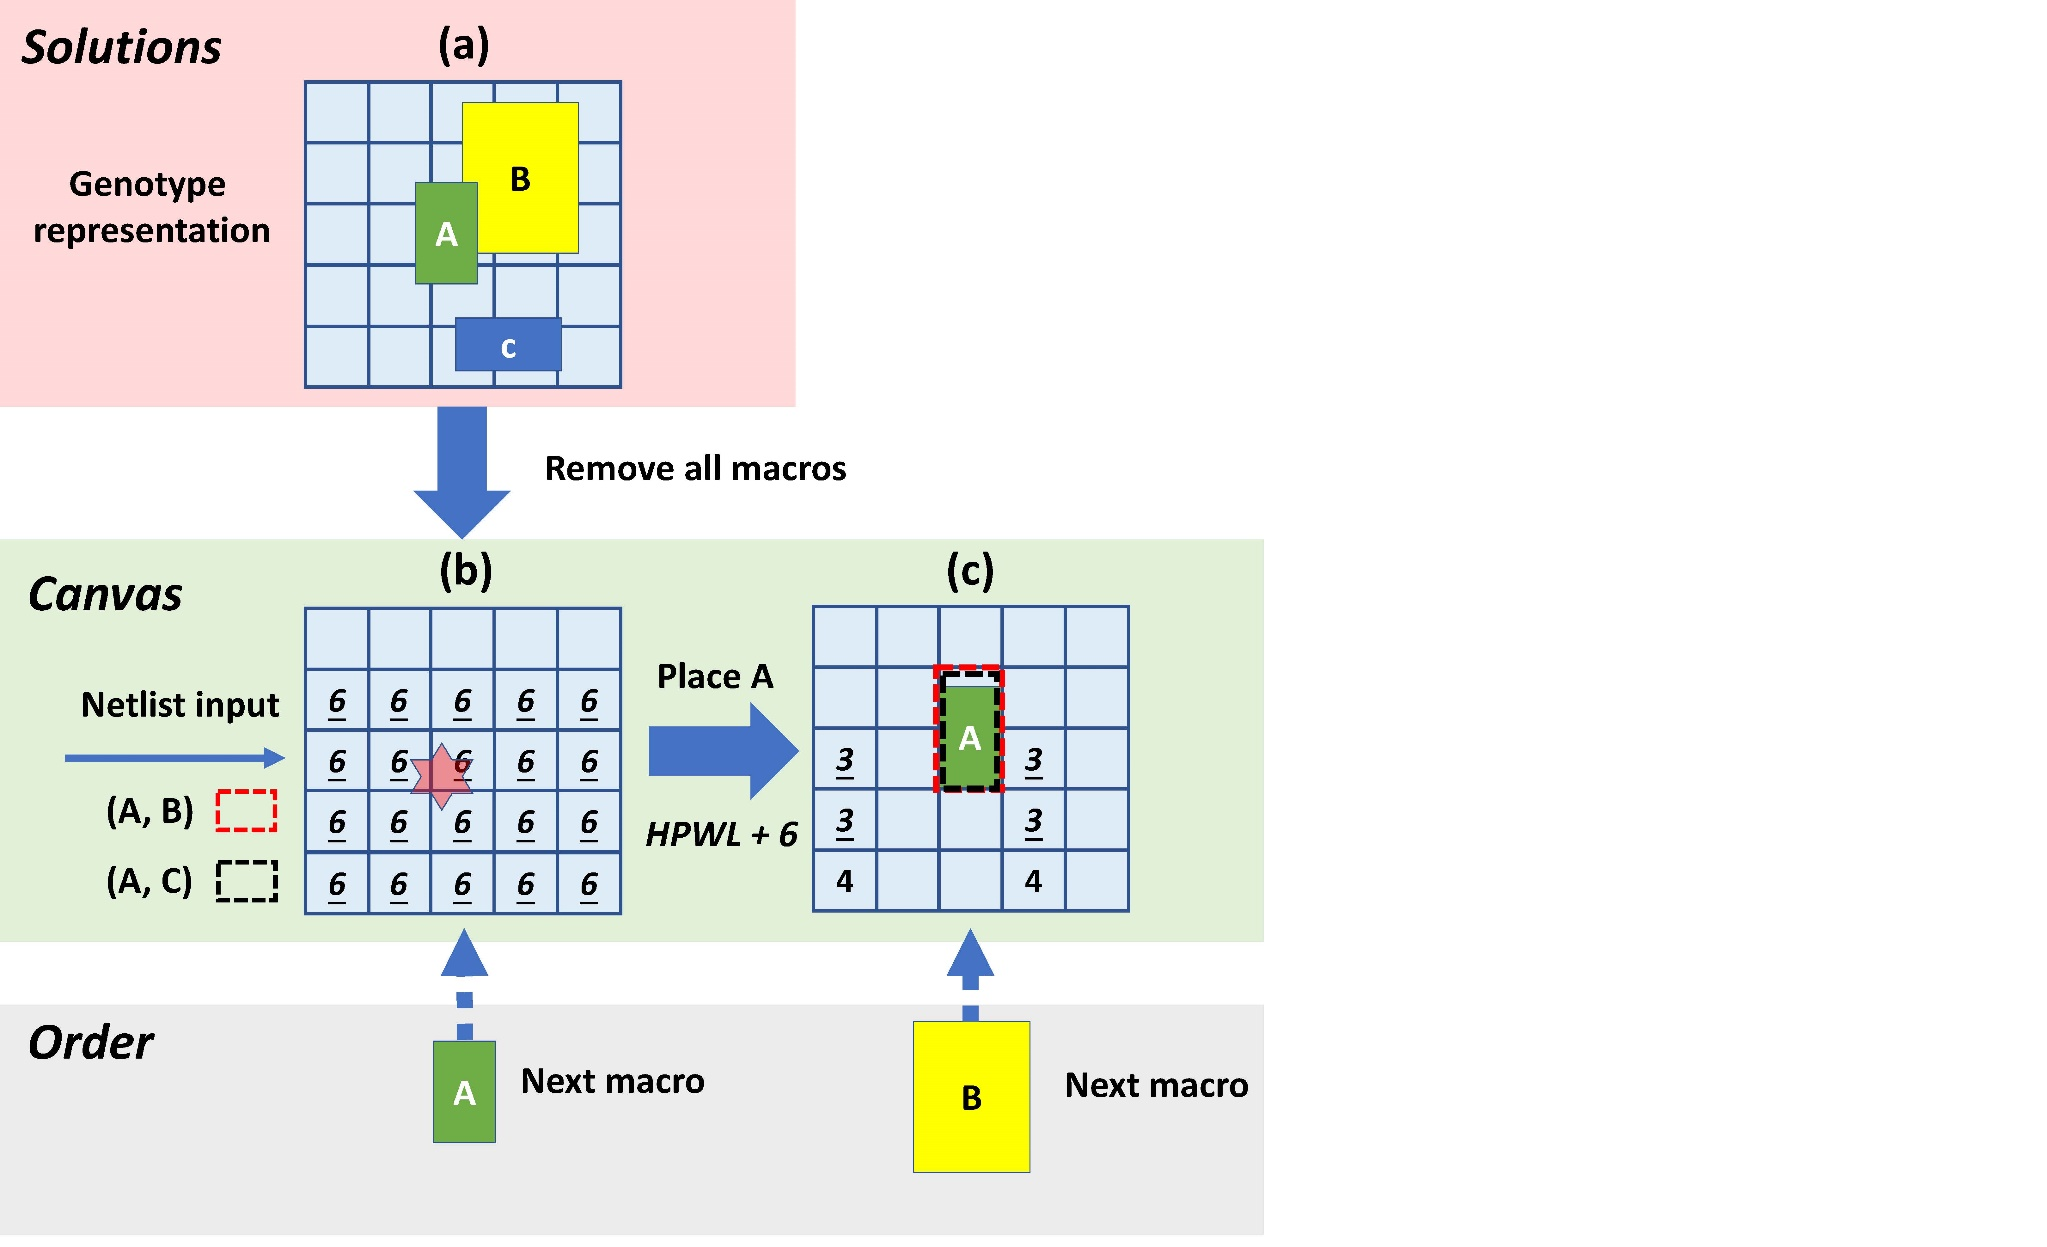 Solutions
(a)
Genotype
representation
B
A
c
Remove all macros
Canvas
(b)
(c)
Netlist input
(A, B)
(A, C)
6 6 6 6 6
6 6 6 6 6
6 6 6 6 6
6 6 6 6 6
Place A
HPWL + 6
A
3 3
3 3
4 4
Order
A
Next macro
B
Next macro